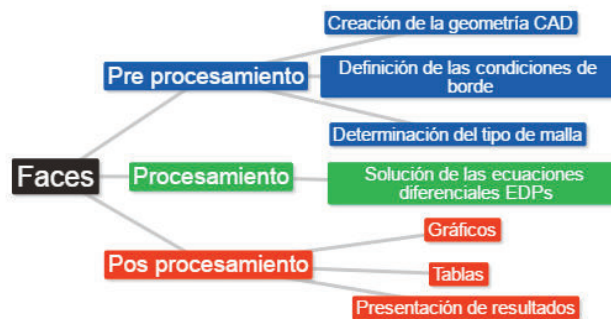 Creación de la geometría CAD
Pre procesamiento
Definición de las condiciones de
borde
Determinación del tipo de malla
Faces
Procesamiento
Solución de las ecuaciones
diferenciales EDPs
Gráficos
Pos procesamiento
Tablas
Presentación de resultados